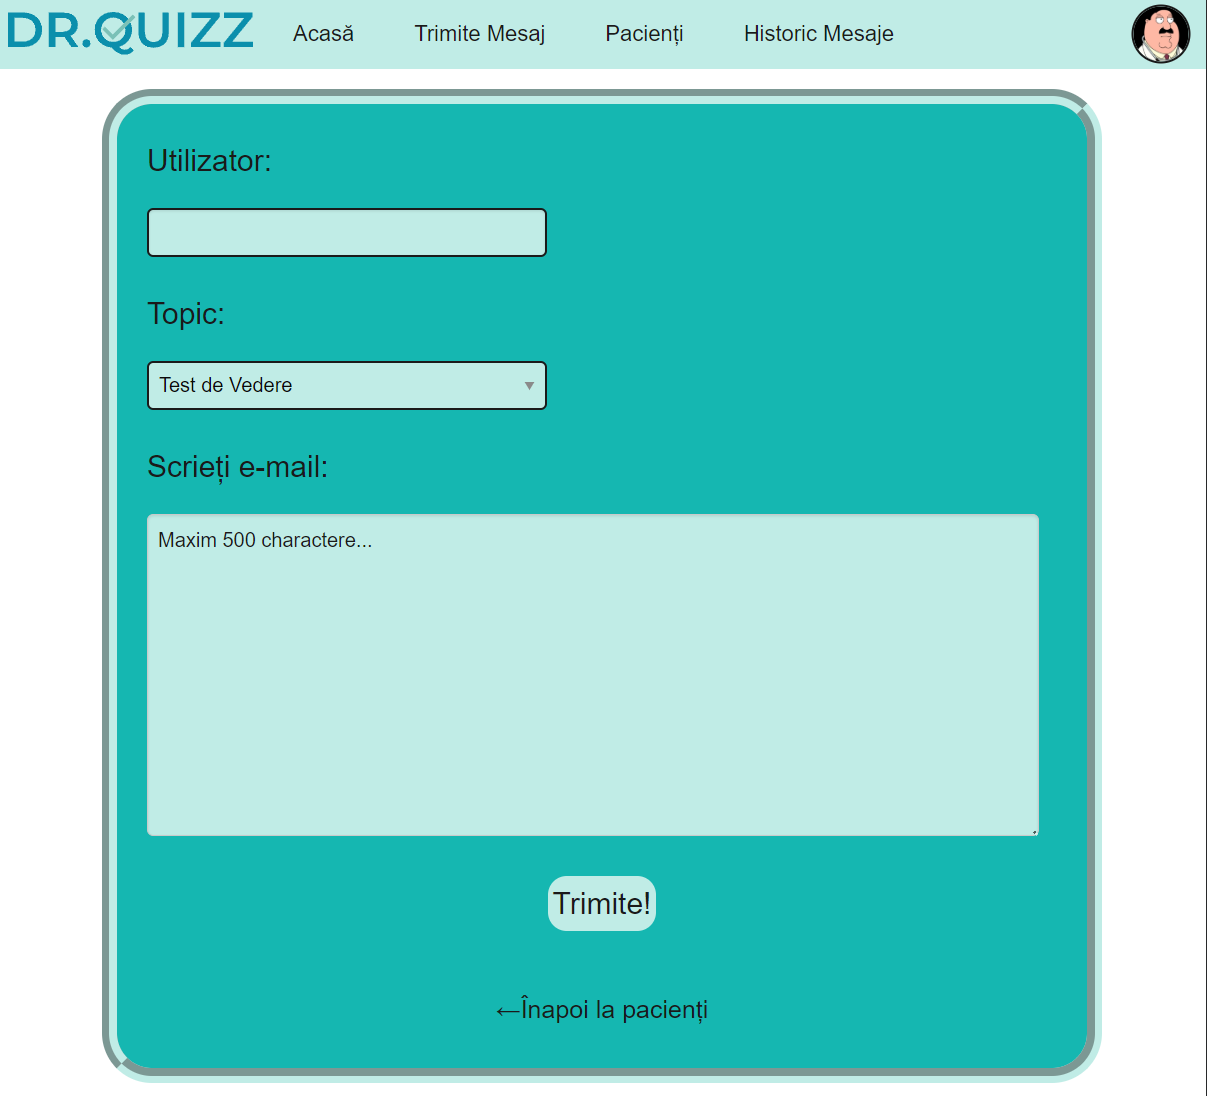 DR.QUIZZ
Acasă
Trimite Mesaj
Pacienți
Historic Mesaje
Utilizator:
Topic:
Test de Vedere
Scrieți e-mail:
Maxim 500 charactere...
Trimite!
←Înapoi la pacienți